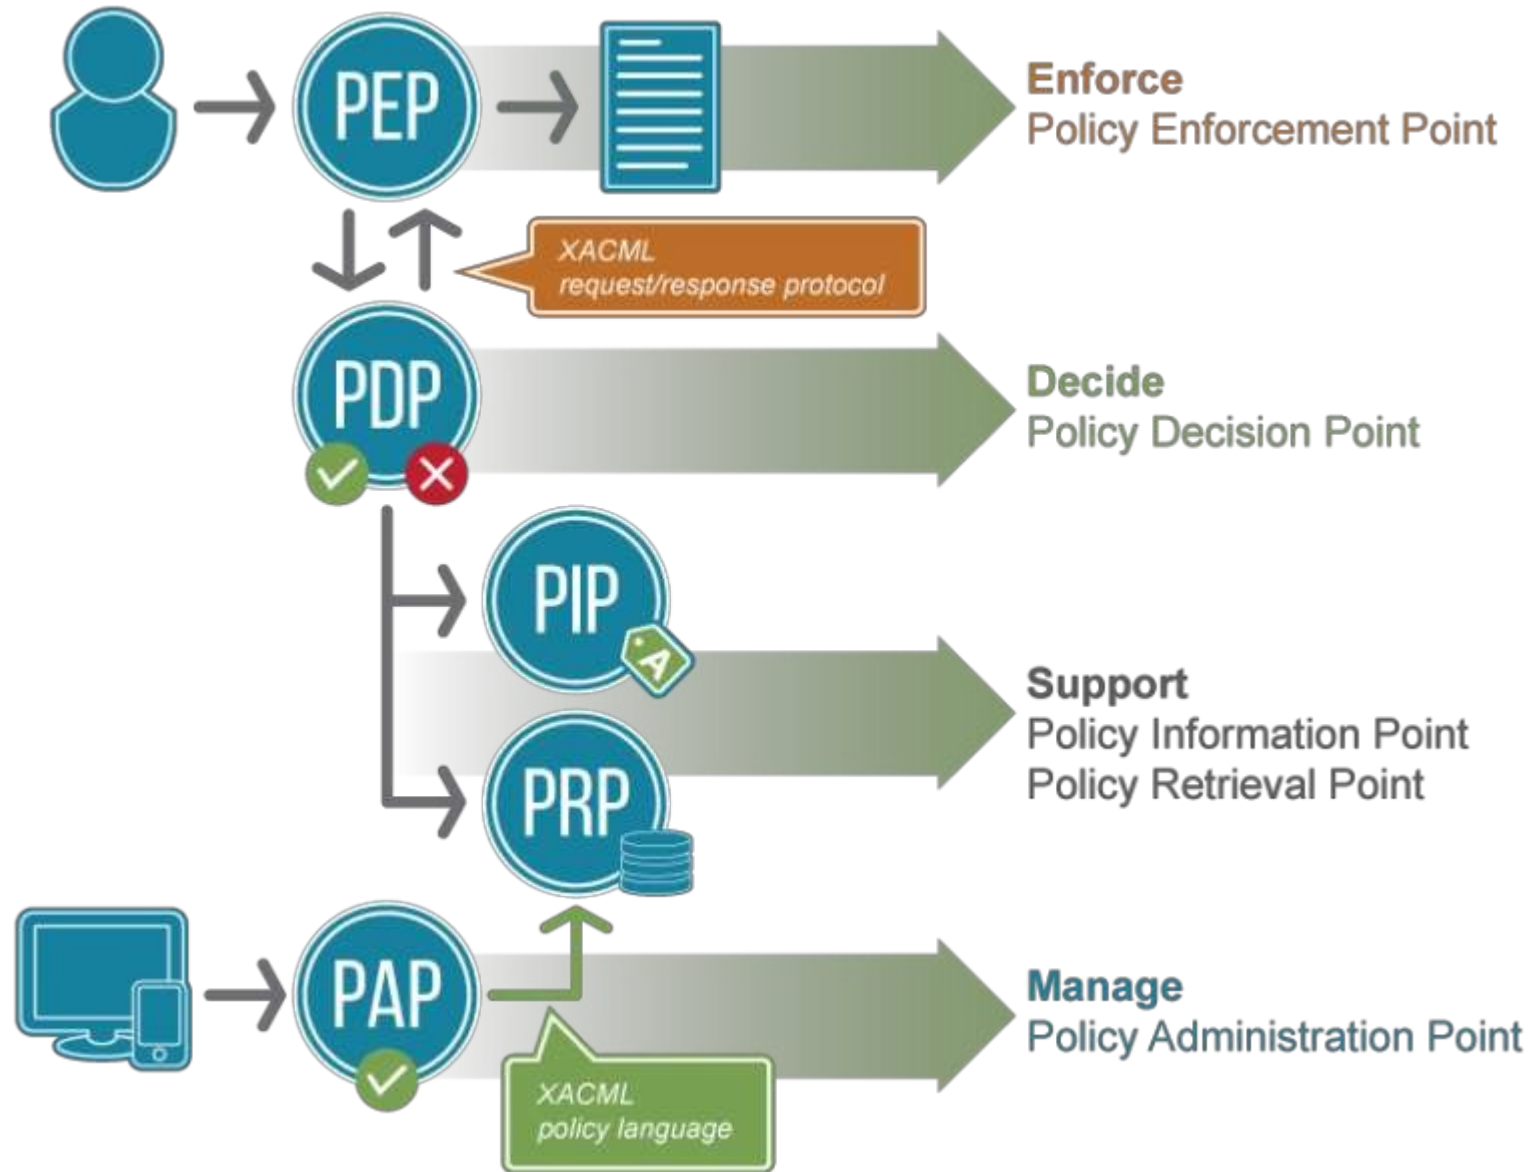 PEP
Enforce
Policy Enforcement Point
XACML
request/response protocol
PDP
Decide
Policy Decision Point
PIP
A
Support
Policy Information Point
Policy Retrieval Point
PRP
PAP
Manage
Policy Administration Point
XACML
policy language